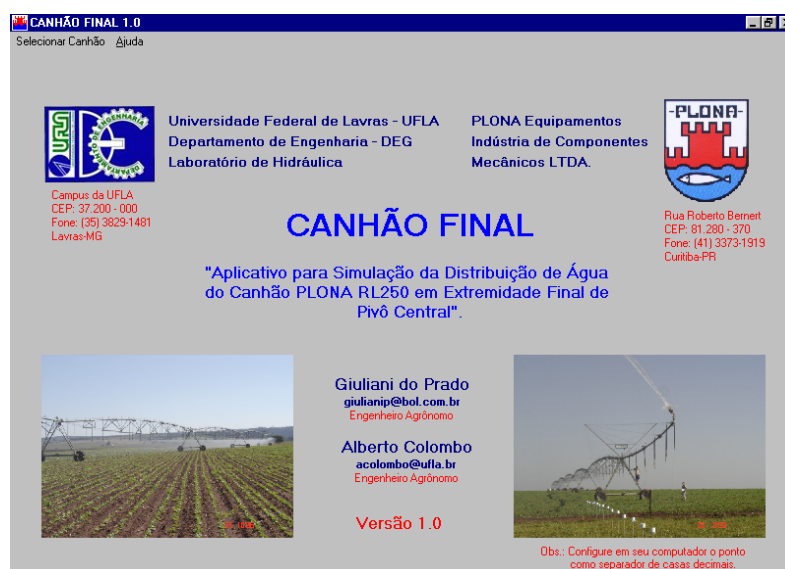 CANHÃO FINAL 1.0
Selecionar Canhão Ajuda
Universidade Federal de Lavras - UFLA
Departamento de Engenharia - DEG
Laboratório de Hidráulica
PLONA Equipamentos
Indústria de Componentes
Mecânicos LTDA.
UFLA
DEPARTAMENTO DE ENGENHARIA
-PLONA-
Campus da UFLA
CEP: 37.200 - 000
Fone: (35) 3829-1481
Lavras-MG
Rua Roberto Bernert
CEP: 81.280 - 370
Fone: (41) 3373-1919
Curitiba-PR
CANHÃO FINAL
"Aplicativo para Simulação da Distribuição de Água
do Canhão PLONA RL250 em Extremidade Final de
Pivô Central".
Giuliani do Prado
giulianip@bol.com.br
Engenheiro Agrônomo
Alberto Colombo
acolombo@ufla.br
Engenheiro Agrônomo
Versão 1.0
Obs.: Configure em seu computador o ponto
como separador de casas decimais.